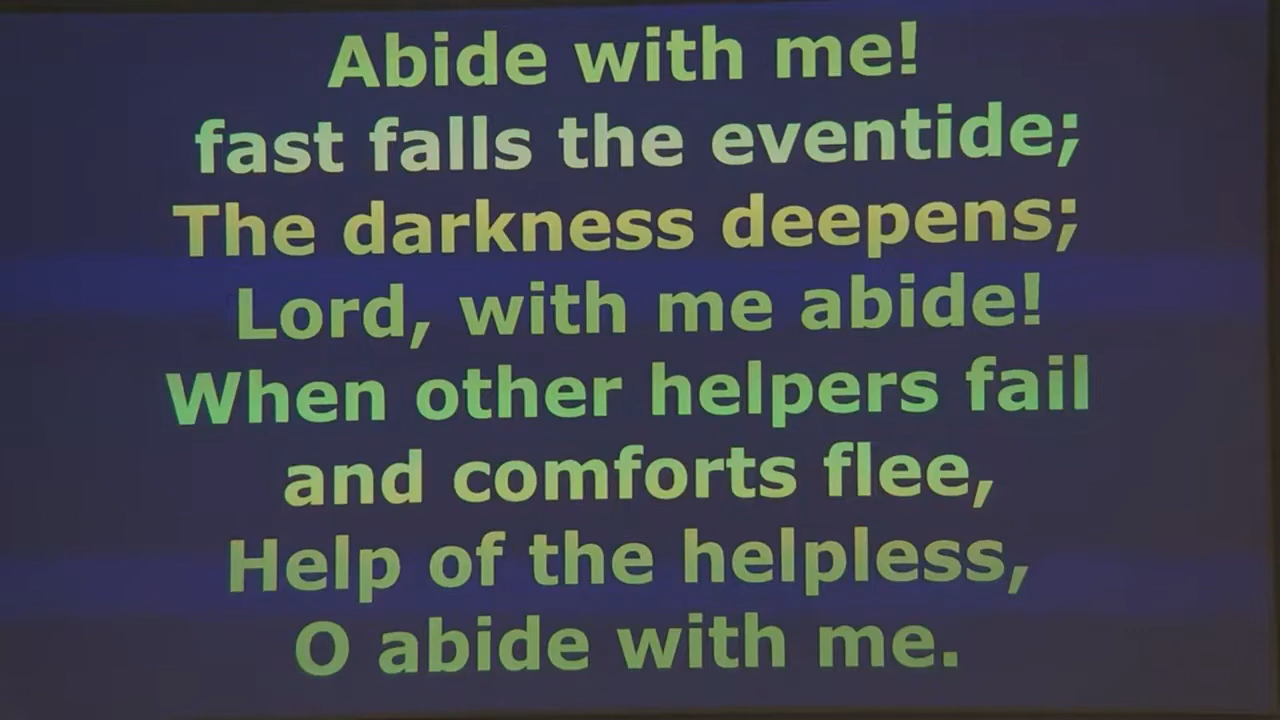 Abide with me!
fast falls the eventide;
The darkness deepens;
Lord, with me abide!
When other helpers fail
and comforts flee,
Help of the helpless,
O abide with me.